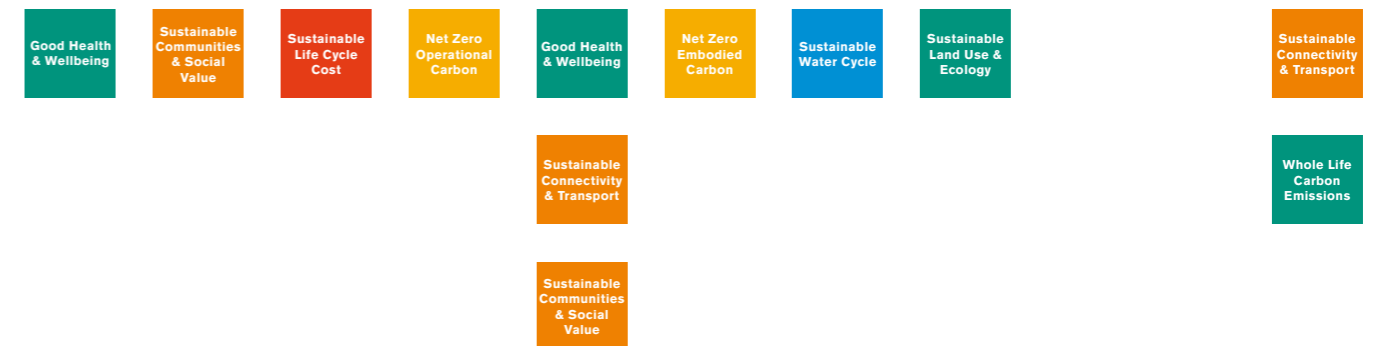 Good Health
& Wellbeing
Sustainable
Communities
& Social
Value
Sustainable
Life Cycle
Cost
Net Zero
Operational
Carbon
Good Health
& Wellbeing
Net Zero
Embodied
Carbon
Sustainable
Water Cycle
Sustainable
Land Use &
Ecology
Sustainable
Connectivity
& Transport
Sustainable
Connectivity
& Transport
Whole Life
Carbon
Emissions
Sustainable
Communities
& Social
Value